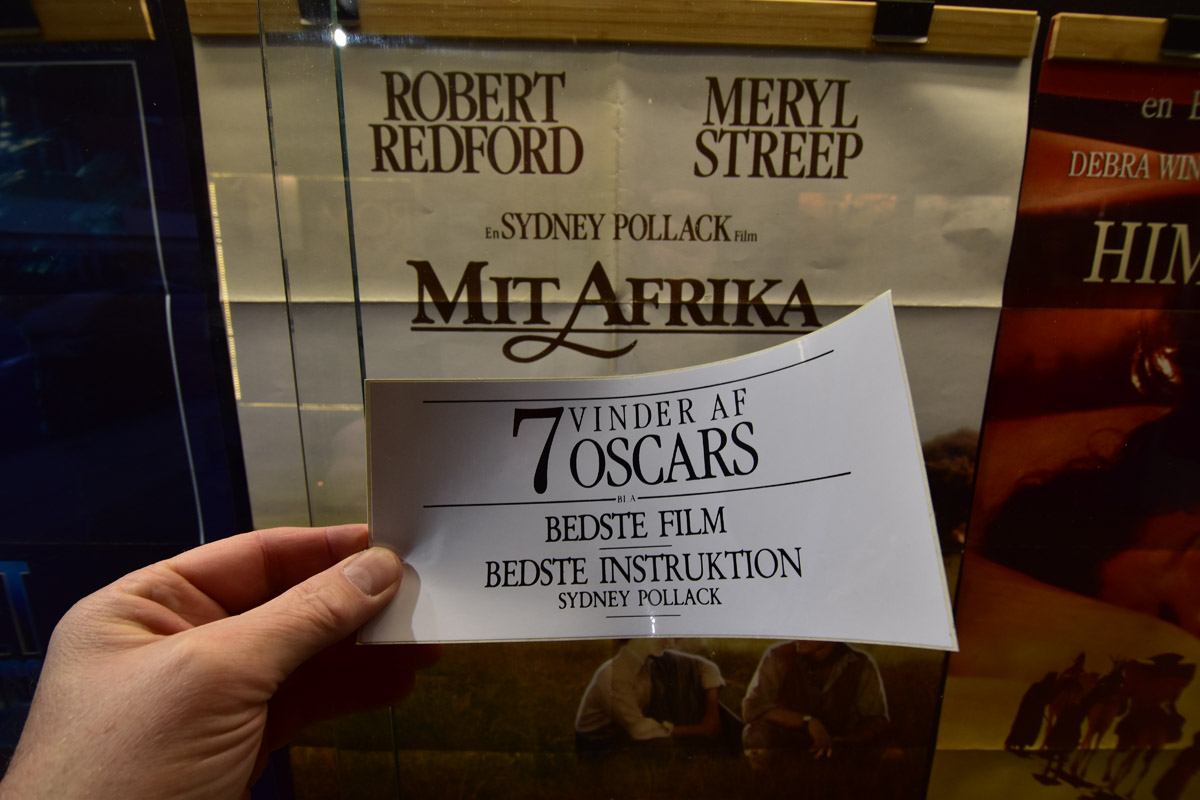 ROBERT
REDFORD
MERYL
STREEP
En SYDNEY POLLACK Film
MIT AFRIKA
7 VINDER AF
OSCARS
BL A
BEDSTE FILM
BEDSTE INSTRUKTION
SYDNEY POLLACK
en
DEBRA WIN
HIM